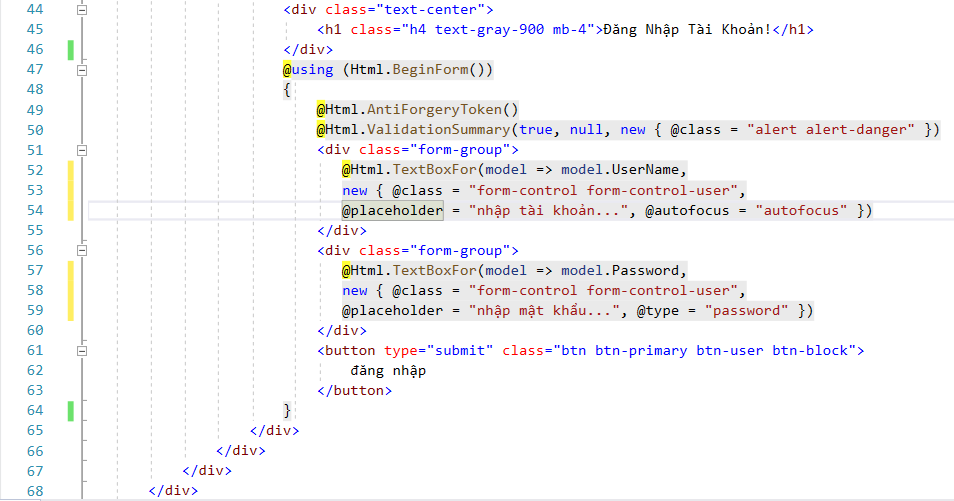 44 <div class="text-center">
45 <h1 class="h4 text-gray-900 mb-4">Đăng Nhập Tài Khoản!</h1>
46 </div>
47 @using (Html.BeginForm())
48 {
49 @Html.AntiForgeryToken()
50 @Html.ValidationSummary(true, null, new { @class = "alert alert-danger" })
51 <div class="form-group">
52 @Html.TextBoxFor(model => model.UserName,
53 new { @class = "form-control form-control-user",
54 @placeholder = "nhập tài khoản...", @autofocus = "autofocus" })
55 </div>
56 <div class="form-group">
57 @Html.TextBoxFor(model => model.Password,
58 new { @class = "form-control form-control-user",
59 @placeholder = "nhập mật khẩu...", @type = "password" })
60 </div>
61 <button type="submit" class="btn btn-primary btn-user btn-block">
62 đăng nhập
63 </button>
64 }
65 </div>
66 </div>
67 </div>
68 </div>